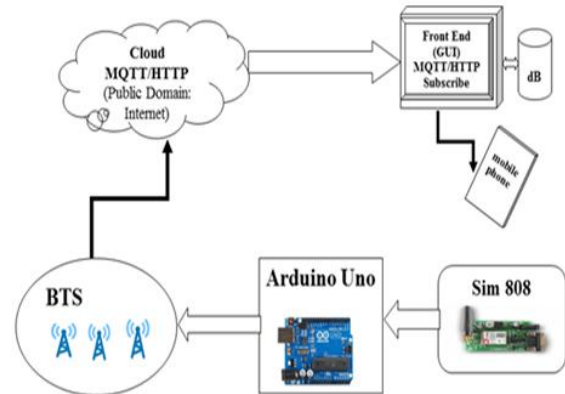 Cloud
MQTT/HTTP
(Public Domain:
Internet)
Front End
(GUI)
MQTT/HTTP
Subscribe
dB
mobile
phone
BTS
Arduino Uno
Sim 808